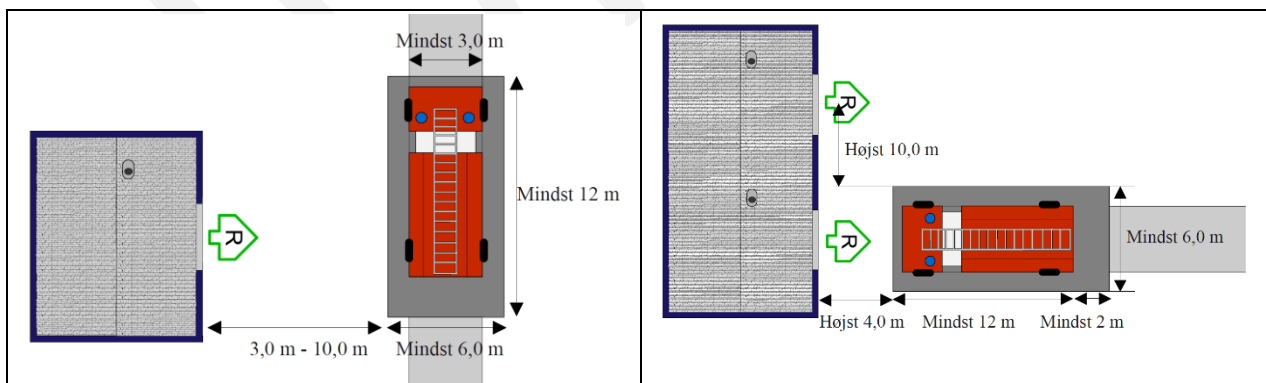 Mindst 3,0 m
R
Mindst 12 m
3,0 m - 10,0 m
Mindst 6,0 m
R
Højst 10,0 m
R
Mindst 6,0 m
Højst 4,0 m
Mindst 12 m
Mindst 2 m